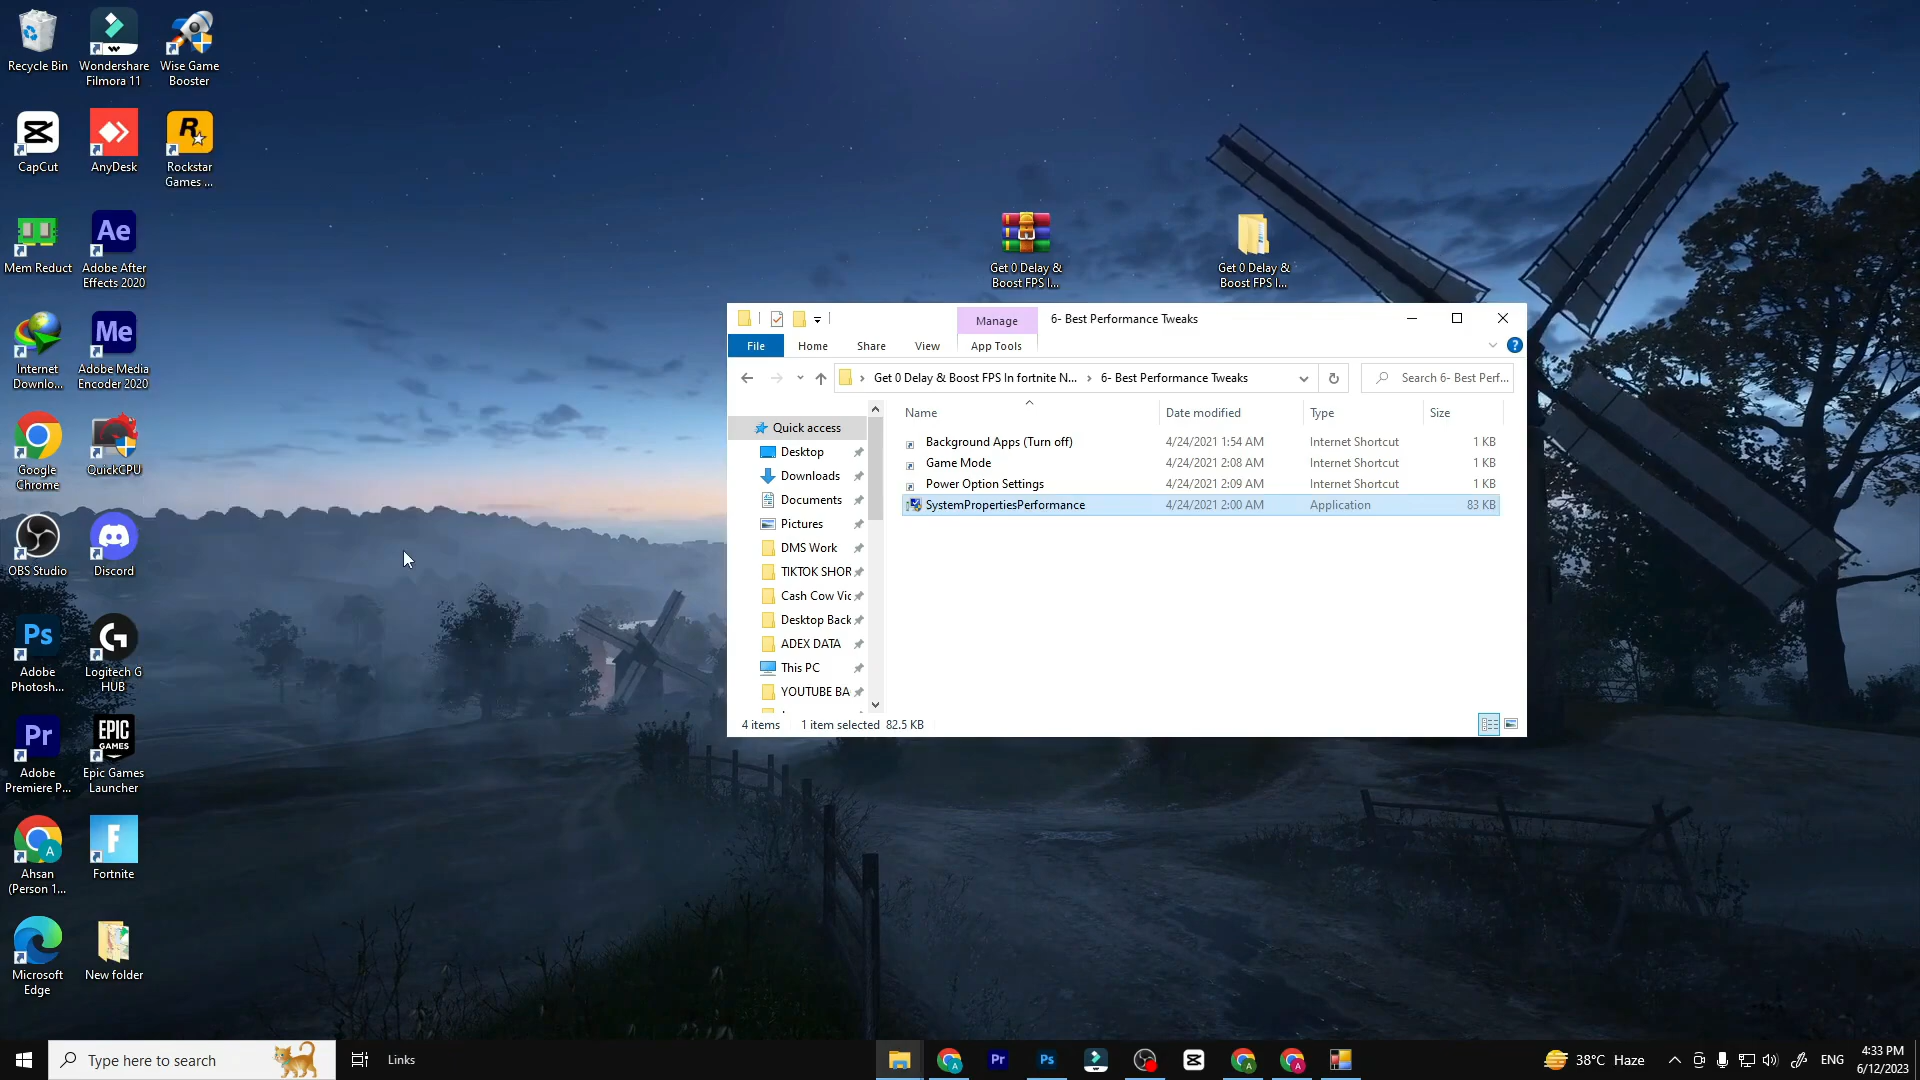 Recycle Bin
Wondershare
Filmora 11
Wise Game
Booster
CapCut
AnyDesk
Rockstar
Games ...
Mem Reduct
Ae
Adobe After
Effects 2020
Internet
Downlo...
Me
Adobe Media
Encoder 2020
Google
Chrome
QuickCPU
OBS Studio
Discord
Ps
Adobe
Photosh...
Logitech G
HUB
Pr
Adobe
Premiere P...
EPIC
GAMES
Epic Games
Launcher
A
Ahsan
(Person 1...
F
Fortnite
Microsoft
Edge
New folder
Get 0 Delay &
Boost FPS I...
Get 0 Delay &
Boost FPS I...
Manage
6- Best Performance Tweaks
File
Home
Share
View
App Tools
Get 0 Delay & Boost FPS In fortnite N...
6- Best Performance Tweaks
Search 6- Best Perf...
Name
Date modified
Type
Size
Background Apps (Turn off) 4/24/2021 1:54 AM Internet Shortcut 1 KB
Game Mode 4/24/2021 2:08 AM Internet Shortcut 1 KB
Power Option Settings 4/24/2021 2:09 AM Internet Shortcut 1 KB
SystemPropertiesPerformance 4/24/2021 2:00 AM Application 83 KB
Quick access
Desktop
Downloads
Documents
Pictures
DMS Work
TIKTOK SHOR
Cash Cow Vic
Desktop Back
ADEX DATA
This PC
YOUTUBE BA
4 items 1 item selected 82.5 KB
Type here to search
Links
Pr
Ps
38°C Haze
ENG
4:33 PM
6/12/2023